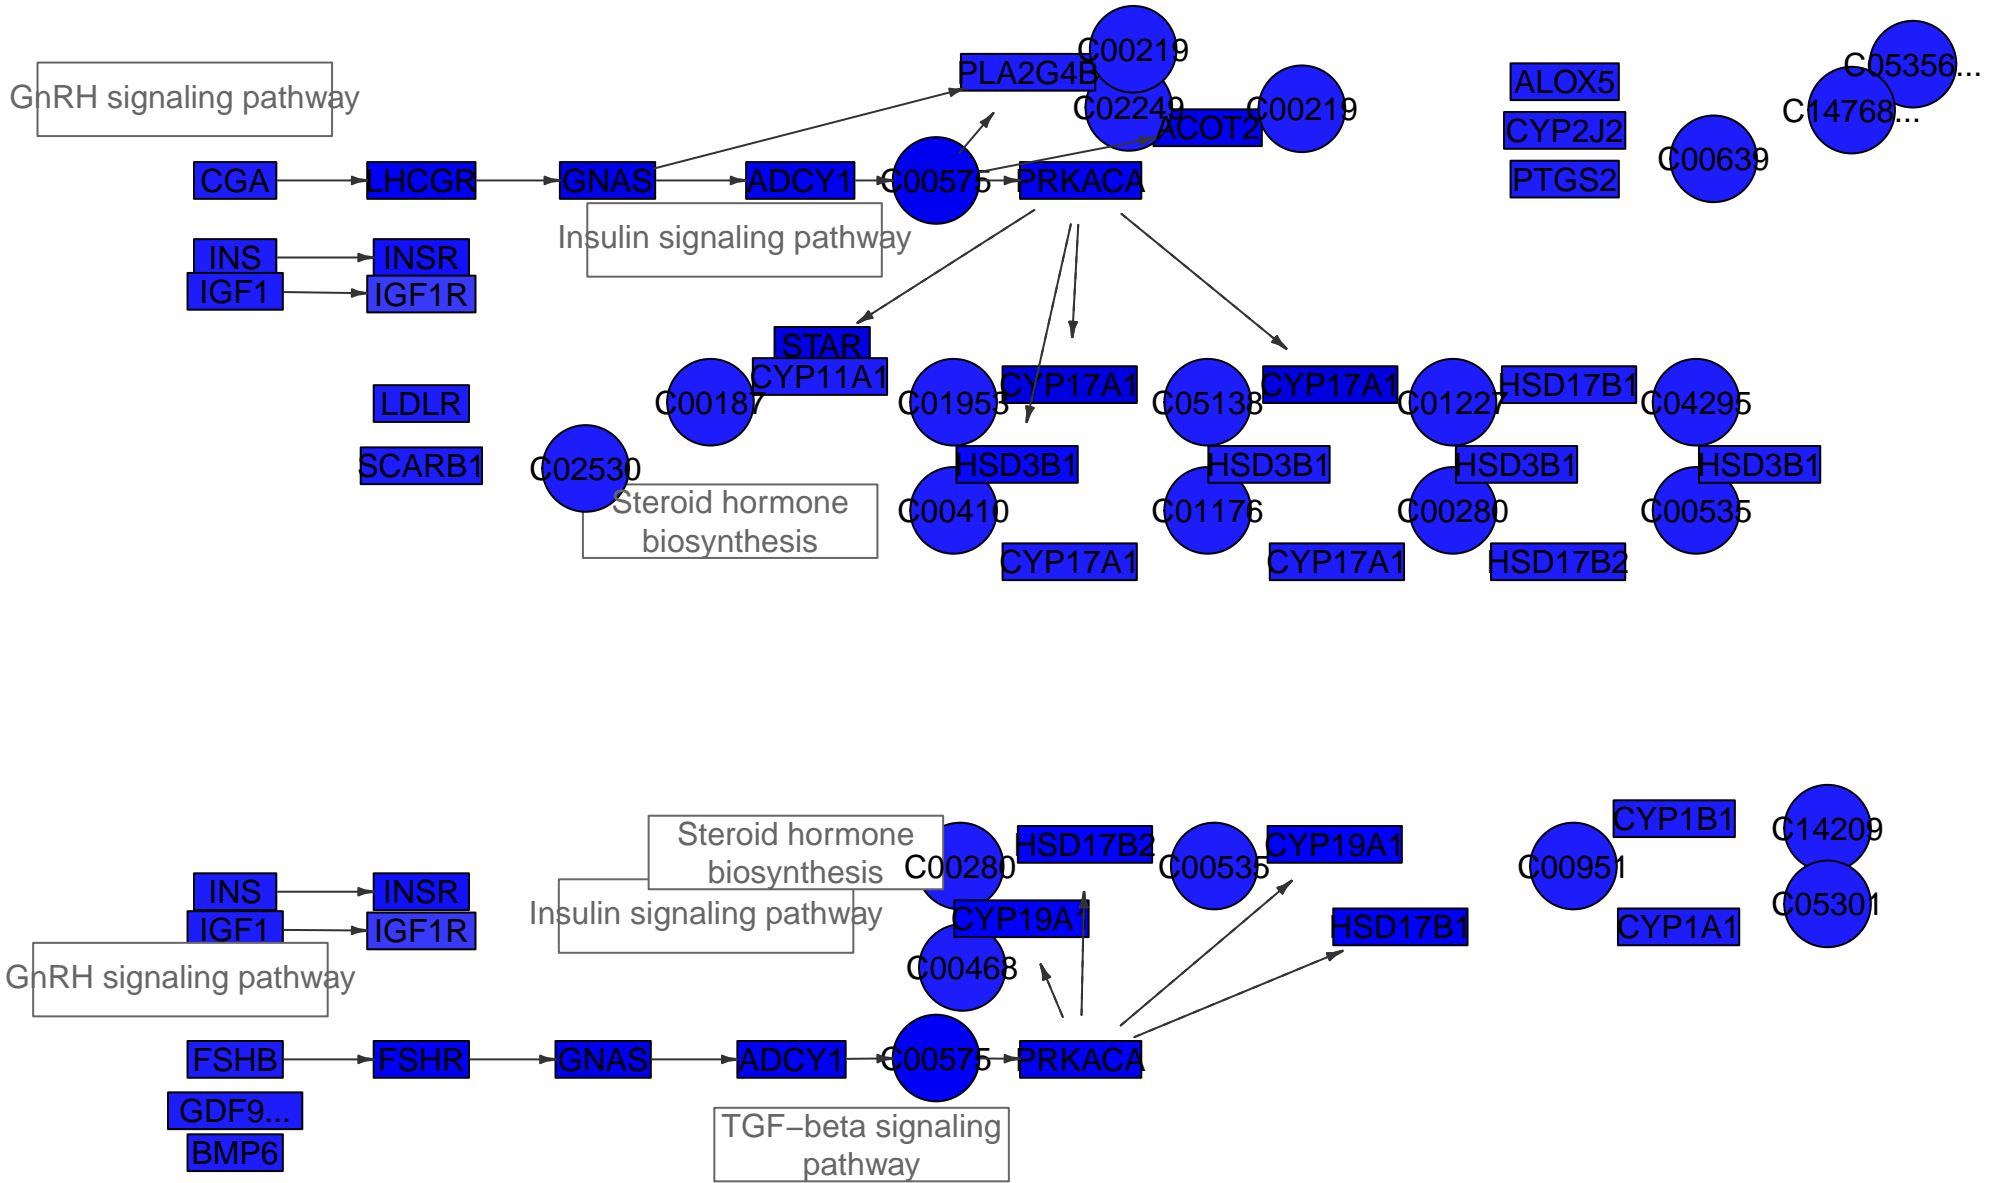 C00219
C05356...
PLA2G4B
ALOX5
GnRH signaling pathway
C02249
C00219
C14768...
ACOT2
CYP2J2
C00639
CGA
LHCGR
GNAS
ADCY1
C00575
PRKACA
PTGS2
Insulin signaling pathway
INS
INSR
IGF1
IGF1R
STAR
CYP11A1
CYP17A1
CYP17A1
HSD17B1
LDLR
C00187
C01953
C05138
C01227
C04295
SCARB1
C02530
HSD3B1
HSD3B1
HSD3B1
HSD3B1
Steroid hormone
biosynthesis
C00410
C01176
C00280
C00535
CYP17A1
CYP17A1
HSD17B2
CYP1B1
C14209
Steroid hormone
biosynthesis
HSD17B2
CYP19A1
C00280
C00535
C00951
INS
INSR
C05301
Insulin signaling pathway
CYP19A1
HSD17B1
CYP1A1
IGF1
IGF1R
GnRH signaling pathway
C00468
FSHB
FSHR
GNAS
ADCY1
C00575
PRKACA
GDF9...
TGF−beta signaling
pathway
BMP6